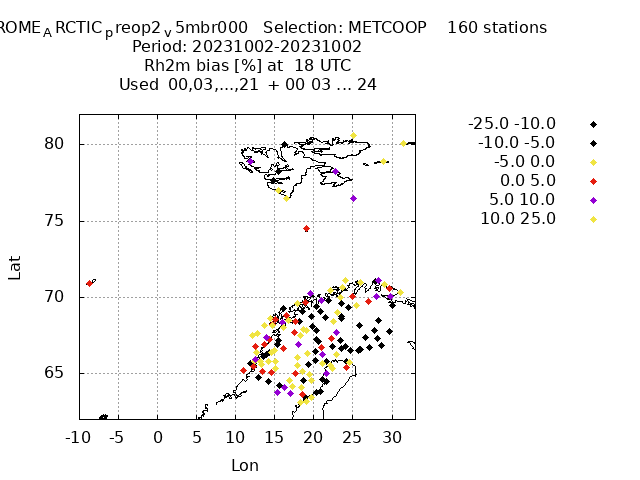 ROME_ARCTIC_preop2_v5mbr000 Selection: METCOOP 160 stations
Period: 20231002-20231002
Rh2m bias [%] at 18 UTC
Used 00,03,...,21 + 00 03 ... 24
-25.0 -10.0
-10.0 -5.0
-5.0 0.0
0.0 5.0
5.0 10.0
10.0 25.0
80
75
70
65
Lat
-10 -5 0 5 10 15 20 25 30
Lon